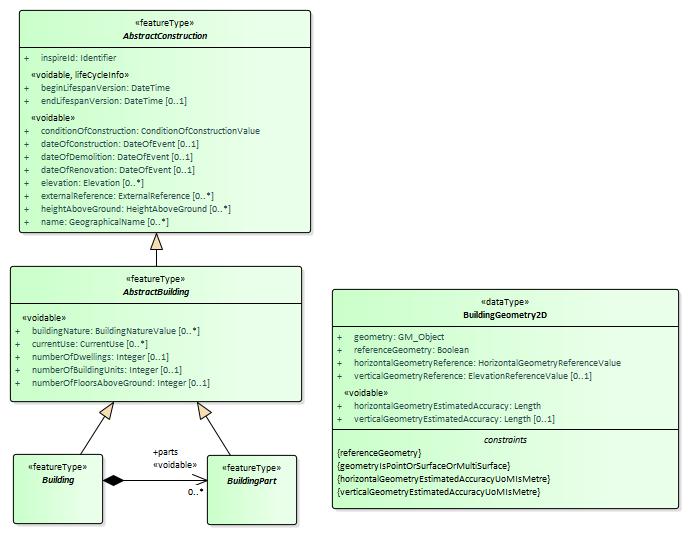 «featureType»
AbstractConstruction
+ inspireId: Identifier
«voidable, lifeCycleInfo»
+ beginLifespanVersion: DateTime
+ endLifespanVersion: DateTime [0..1]
«voidable»
+ conditionOfConstruction: ConditionOfConstructionValue
+ dateOfConstruction: DateOfEvent [0..1]
+ dateOfDemolition: DateOfEvent [0..1]
+ dateOfRenovation: DateOfEvent [0..1]
+ elevation: Elevation [0..*]
+ externalReference: ExternalReference [0..*]
+ heightAboveGround: HeightAboveGround [0..*]
+ name: GeographicalName [0..*]
«featureType»
AbstractBuilding
«voidable»
+ buildingNature: BuildingNatureValue [0..*]
+ currentUse: CurrentUse [0..*]
+ numberOfDwellings: Integer [0..1]
+ numberOfBuildingUnits: Integer [0..1]
+ numberOfFloorsAboveGround: Integer [0..1]
«dataType»
BuildingGeometry2D
+ geometry: GM_Object
+ referenceGeometry: Boolean
+ horizontalGeometryReference: HorizontalGeometryReferenceValue
+ verticalGeometryReference: ElevationReferenceValue [0..1]
«voidable»
+ horizontalGeometryEstimatedAccuracy: Length
+ verticalGeometryEstimatedAccuracy: Length [0..1]
constraints
{referenceGeometry}
{geometryIsPointOrSurfaceOrMultiSurface}
{horizontalGeometryEstimatedAccuracyUoMIsMetre}
{verticalGeometryEstimatedAccuracyUoMIsMetre}
«featureType»
Building
+parts
«voidable»
0..*
«featureType»
BuildingPart